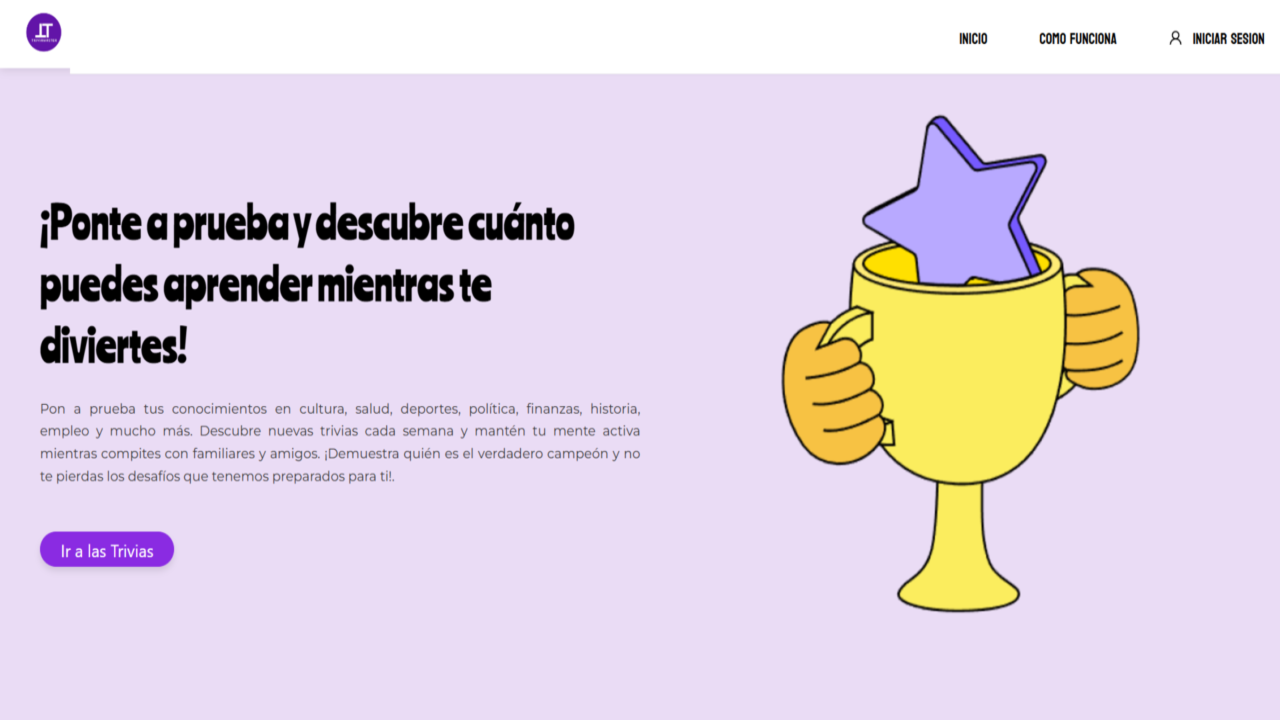 INICIO
COMO FUNCIONA
INICIAR SESION
¡Ponte a prueba y descubre cuánto
puedes aprender mientras te
diviertes!
Pon a prueba tus conocimientos en cultura, salud, deportes, política, finanzas, historia,
empleo y mucho más. Descubre nuevas trivias cada semana y mantén tu mente activa
mientras compites con familiares y amigos. ¡Demuestra quién es el verdadero campeón y no
te pierdas los desafíos que tenemos preparados para ti!.
Ir a las Trivias